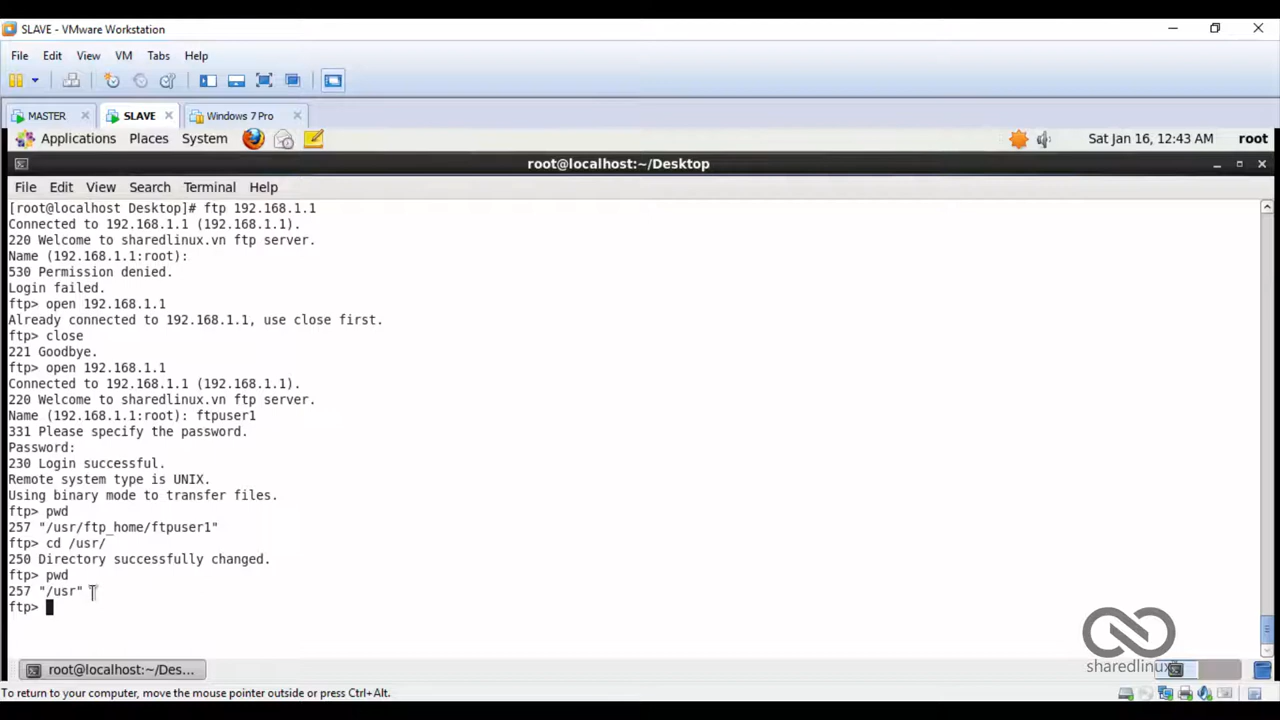 SLAVE - VMware Workstation
File Edit View VM Tabs Help
MASTER SLAVE Windows 7 Pro
Applications Places System Sat Jan 16, 12:43 AM root
root@localhost:~/Desktop
File Edit View Search Terminal Help
[root@localhost Desktop]# ftp 192.168.1.1
Connected to 192.168.1.1 (192.168.1.1).
220 Welcome to sharedlinux.vn ftp server.
Name (192.168.1.1:root):
530 Permission denied.
Login failed.
ftp> open 192.168.1.1
Already connected to 192.168.1.1, use close first.
ftp> close
221 Goodbye.
ftp> open 192.168.1.1
Connected to 192.168.1.1 (192.168.1.1).
220 Welcome to sharedlinux.vn ftp server.
Name (192.168.1.1:root): ftpuser1
331 Please specify the password.
Password:
230 Login successful.
Remote system type is UNIX.
Using binary mode to transfer files.
ftp> pwd
257 "/usr/ftp_home/ftpuser1"
ftp> cd /usr/
250 Directory successfully changed.
ftp> pwd
257 "/usr"
ftp>
sharedlinux
root@localhost:~/Des...
To return to your computer, move the mouse pointer outside or press Ctrl+Alt.